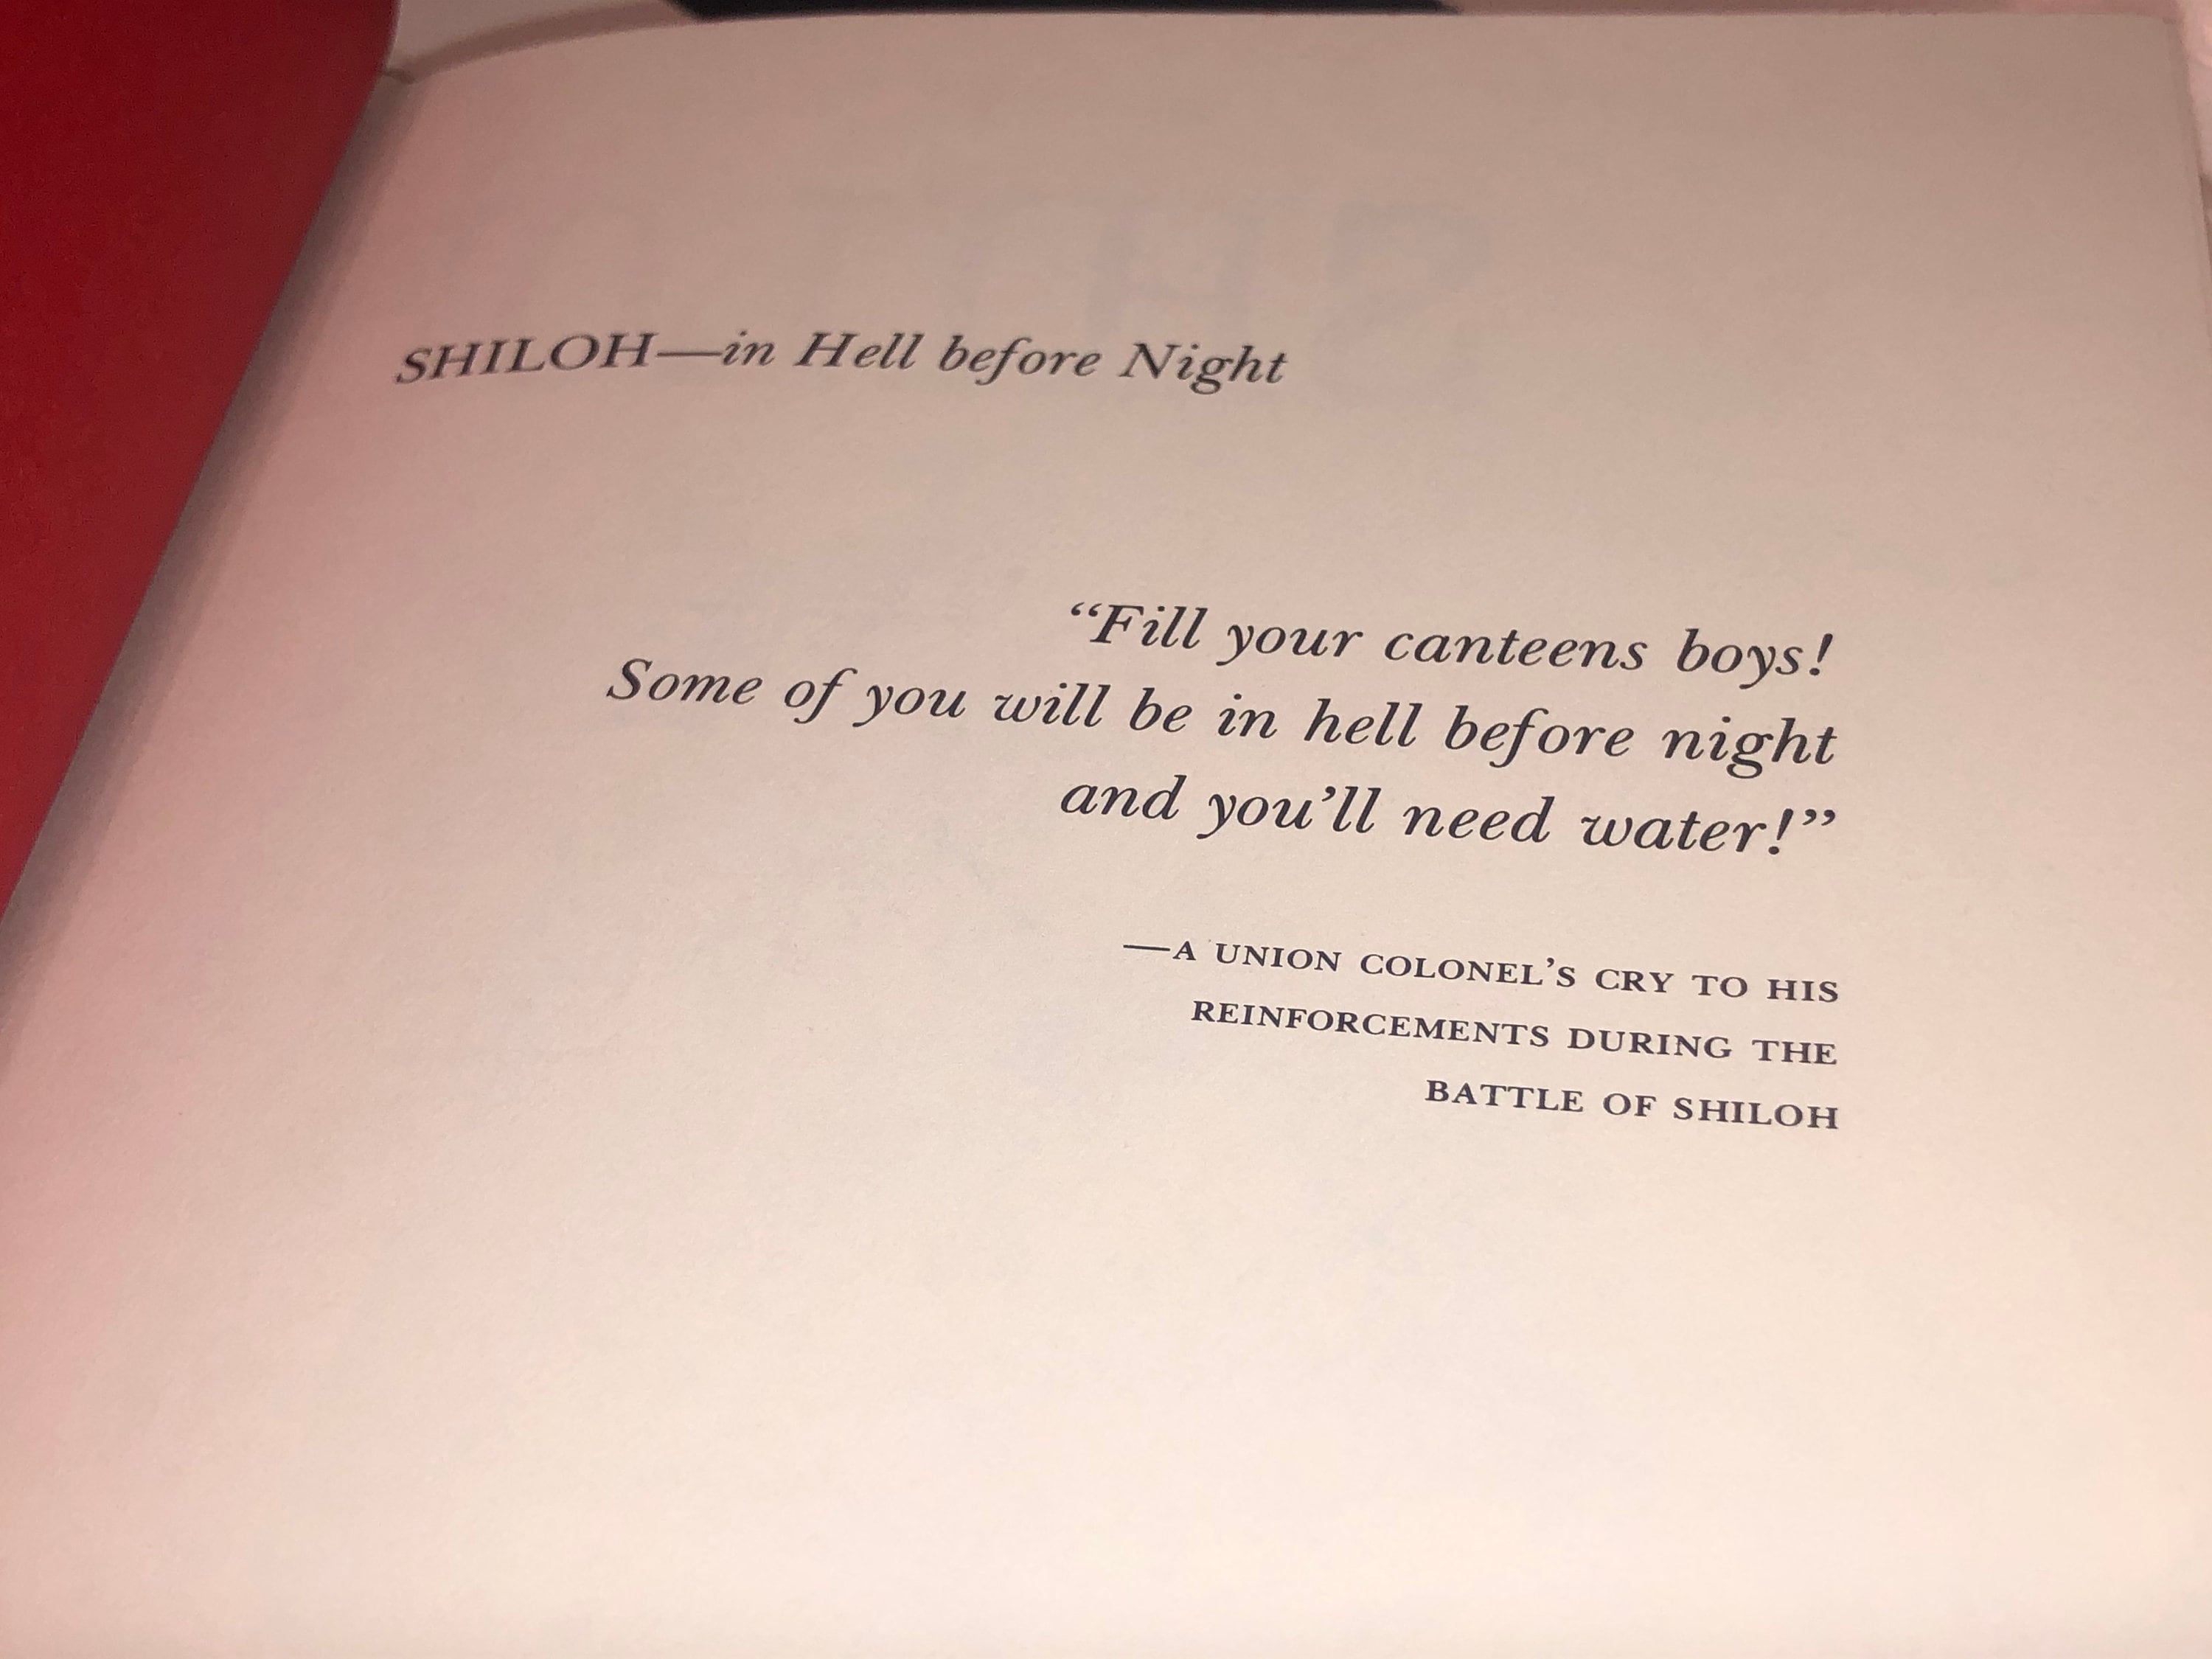 SHILOH—in Hell before Night
“Fill your canteens boys!
Some of you will be in hell before night
and you’ll need water!”
—A UNION COLONEL’S CRY TO HIS
REINFORCEMENTS DURING THE
BATTLE OF SHILOH